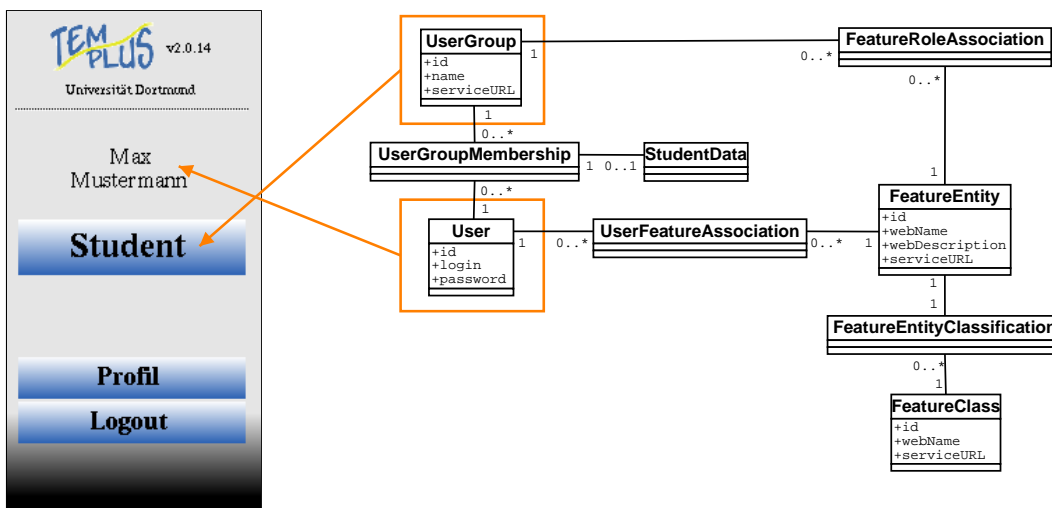 TEMPLUS
v2.0.14
Universität Dortmund
Max
Mustermann
Student
Profil
Logout
UserGroup
+id
+name
+serviceURL
1
0..*
FeatureRoleAssociation
0..*
1
1
0..*
UserGroupMembership
1
0..1
StudentData
0..*
1
User
+id
+login
+password
1
0..*
UserFeatureAssociation
0..*
1
FeatureEntity
+id
+webName
+webDescription
+serviceURL
1
1
FeatureEntityClassification
0..*
1
FeatureClass
+id
+webName
+serviceURL